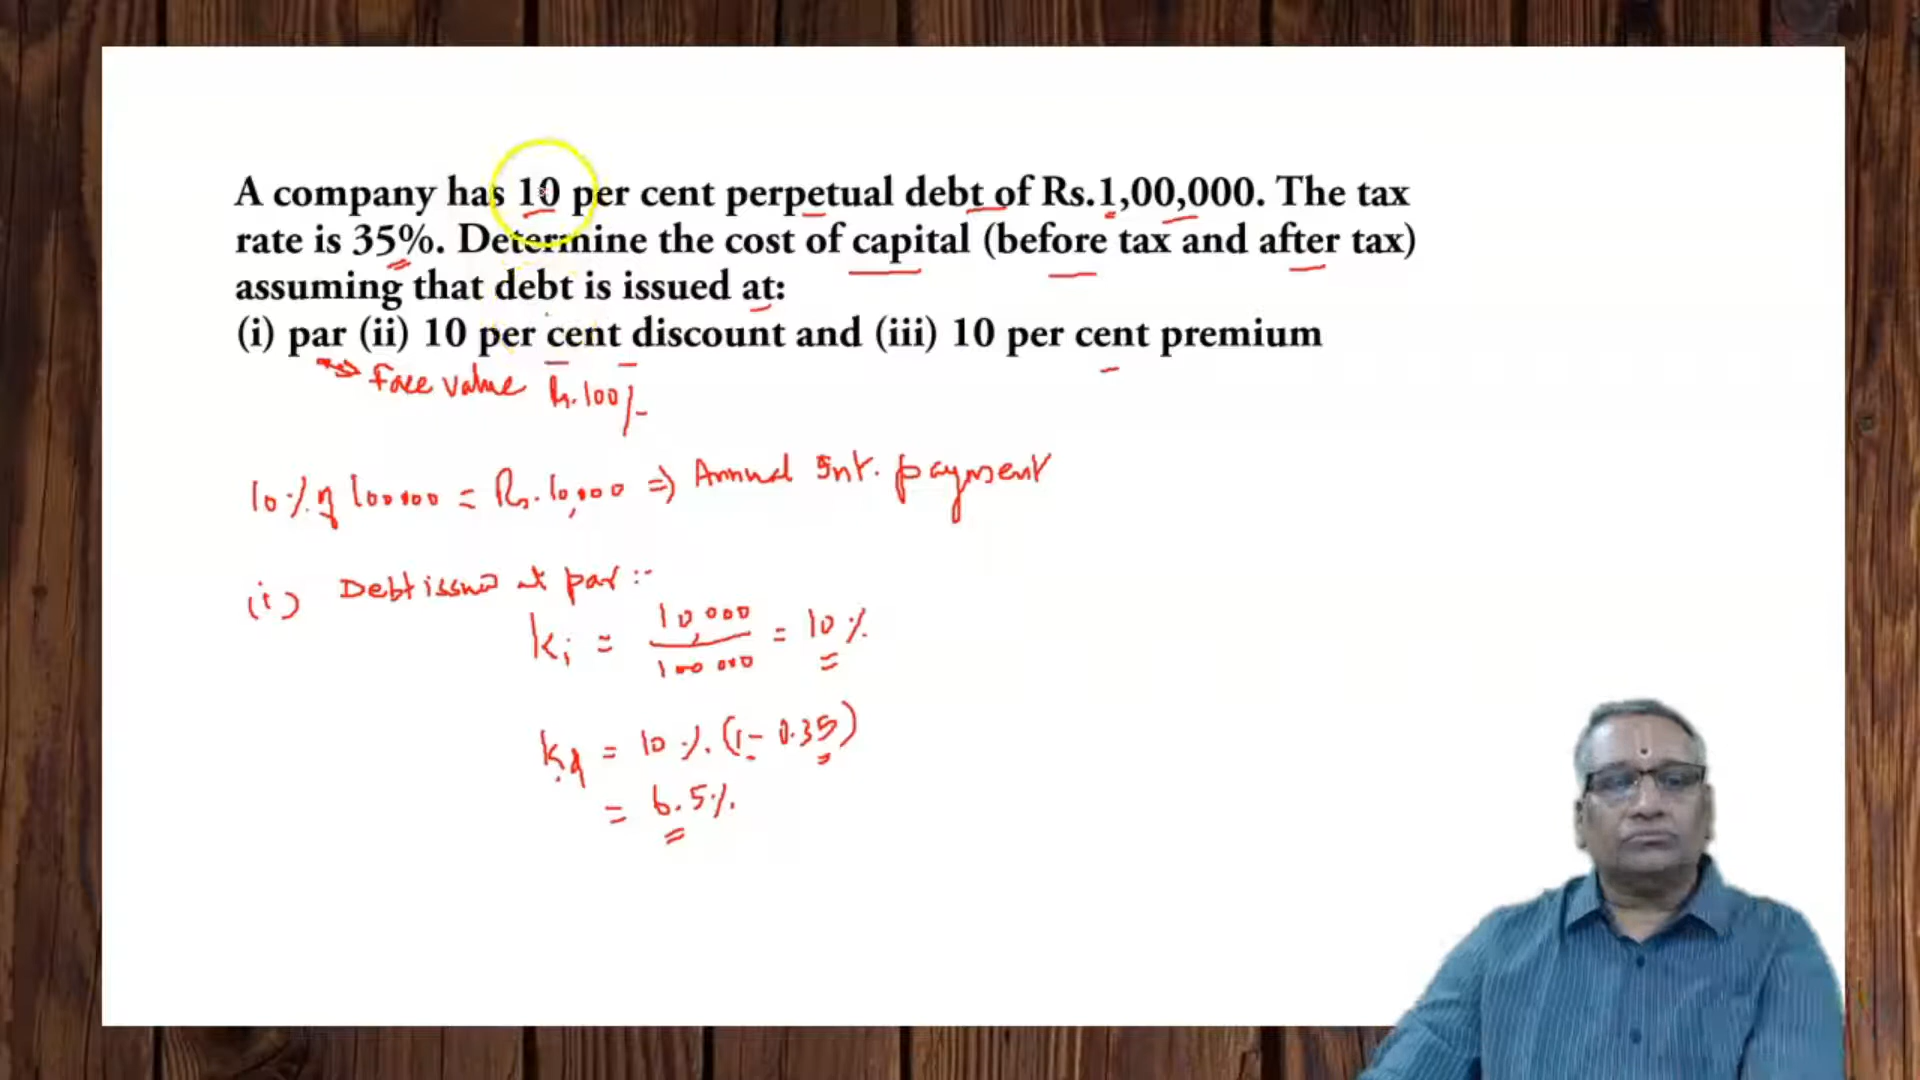 A company has 10 per cent perpetual debt of Rs.1,00,000. The tax
rate is 35%. Determine the cost of capital (before tax and after tax)
assuming that debt is issued at:
(i) par (ii) 10 per cent discount and (iii) 10 per cent premium
Face value Rs.100/-
10% of 100000 = Rs.10,000 => Annual Int. payment
(i) Debt issued at par :-
ki = 10,000 / 100000 = 10%
kd = 10% (1 - 0.35)
= 6.5%